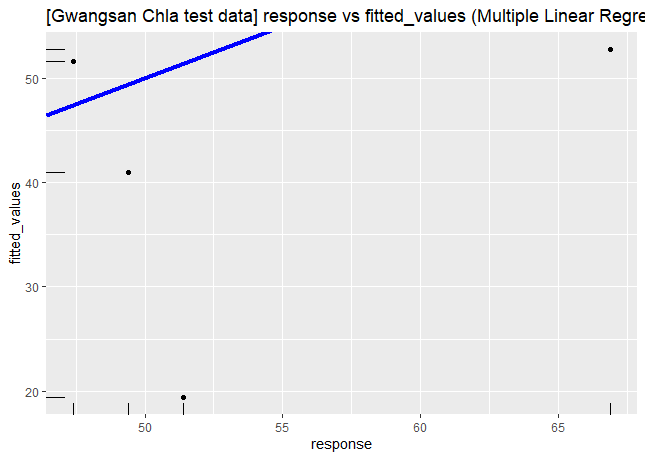 [Gwangsan Chla test data] response vs fitted_values (Multiple Linear Regre
50
40
30
20
fitted_values
50
55
60
65
response